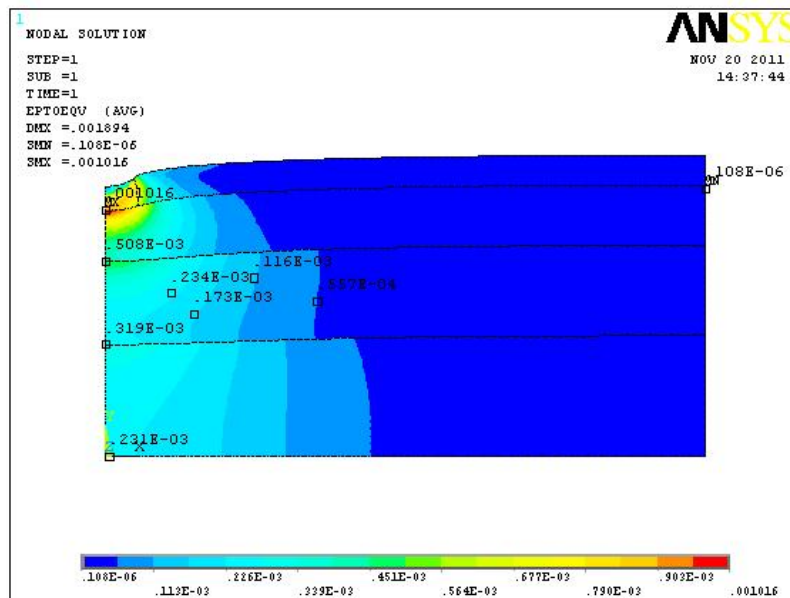 1
NODAL SOLUTION
STEP=1
SUB =1
TIME=1
EPTOEQV (AVG)
DMX =.001894
SMN =.108E-06
SMX =.001016
ANSYS
NOV 20 2011
14:37:44
.108E-06
MN
.001016
MX
.508E-03
.116E-03
.234E-03
.557E-04
.173E-03
.319E-03
.231E-03
X
Z
.108E-06
.113E-03
.226E-03
.339E-03
.451E-03
.564E-03
.677E-03
.790E-03
.903E-03
.001016